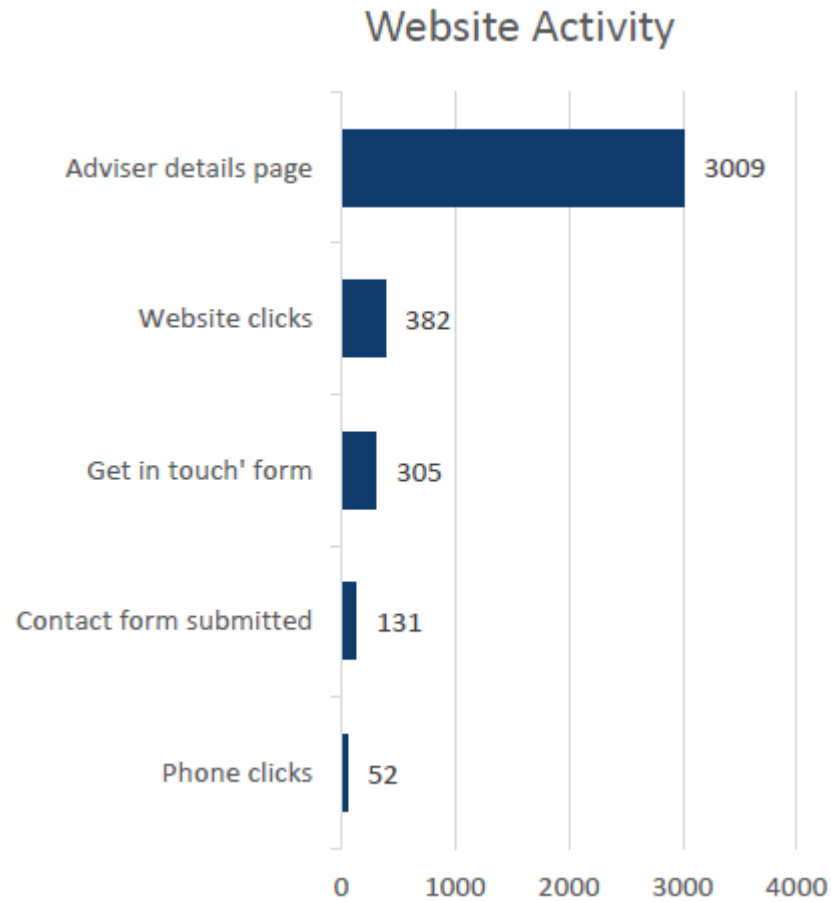 Website Activity
Adviser details page 3009
Website clicks 382
Get in touch' form 305
Contact form submitted 131
Phone clicks 52
0 1000 2000 3000 4000